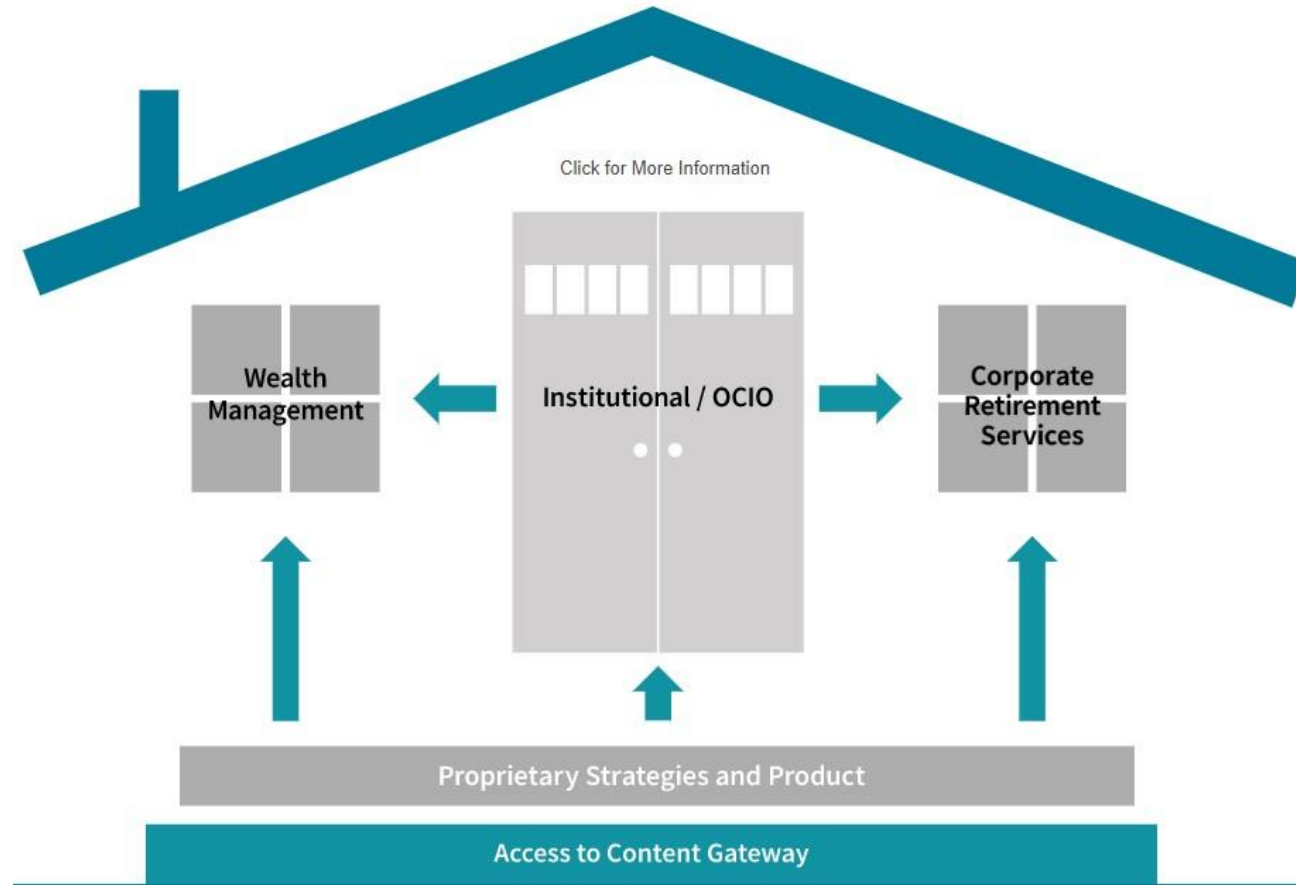 Click for More Information
Wealth
Management
Institutional / OCIO
Corporate
Retirement
Services
Proprietary Strategies and Product
Access to Content Gateway